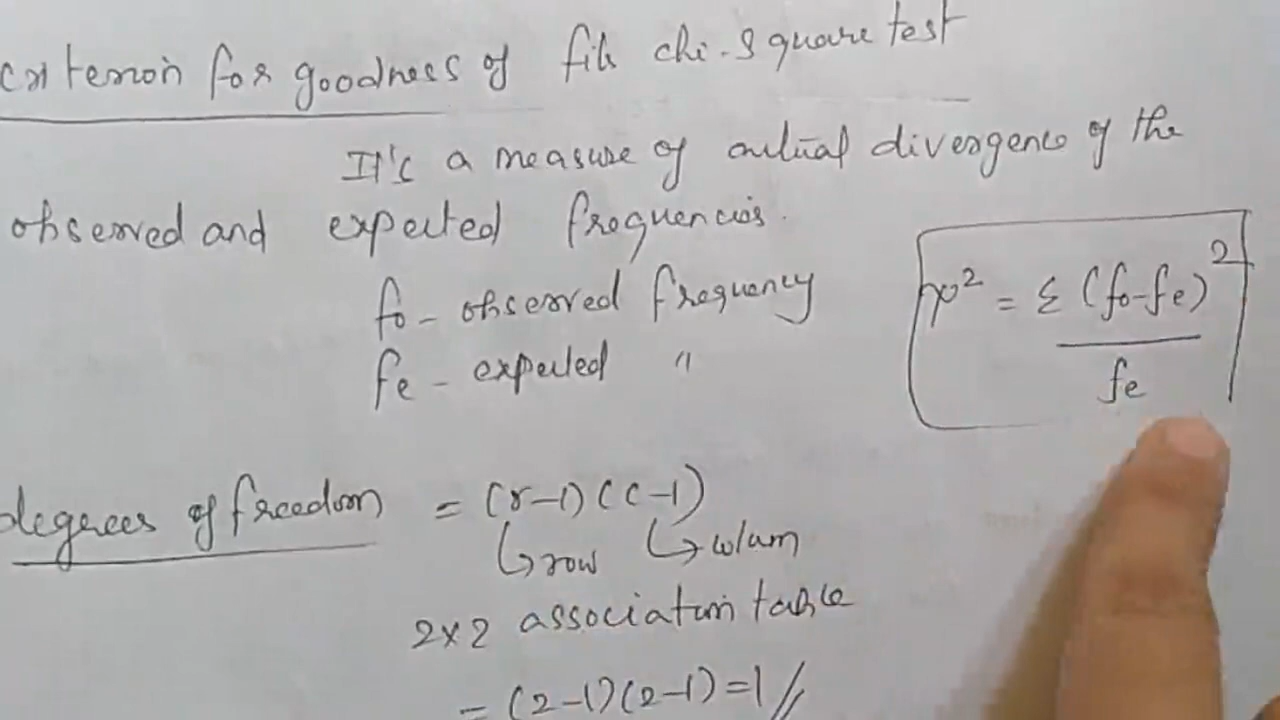 criterion for goodness of fit chi-square test
It's a measure of actual divergence of the
observed and expected frequencies.
fo - observed frequency
fe - expected "
χ² = Σ (fo-fe)²
fe
degrees of freedom = (r-1)(c-1)
↳ row ↳ column
2×2 association table
= (2-1)(2-1)=1//